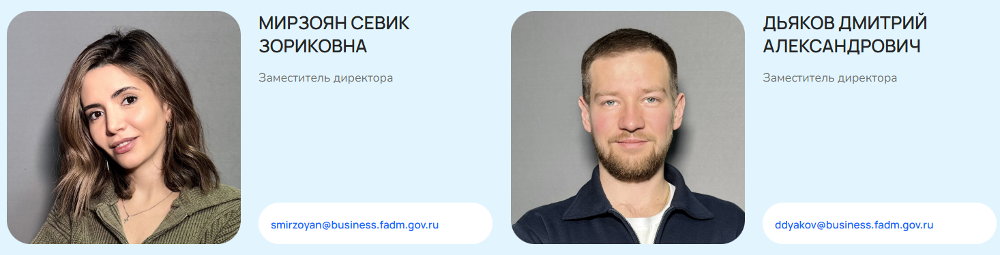 МИРЗОЯН СЕВИК
ЗОРИКОВНА
Заместитель директора
smirzoyan@business.fadm.gov.ru
ДЬЯКОВ ДМИТРИЙ
АЛЕКСАНДРОВИЧ
Заместитель директора
ddyakov@business.fadm.gov.ru